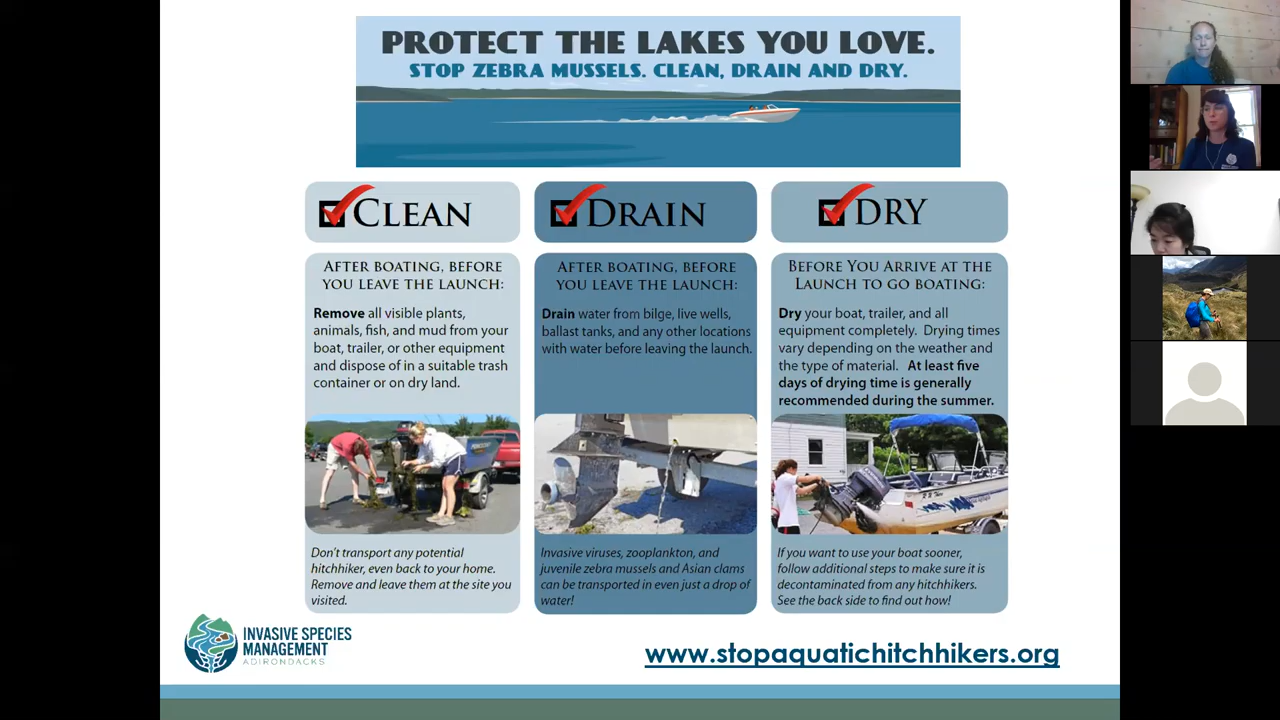 PROTECT THE LAKES YOU LOVE.
STOP ZEBRA MUSSELS. CLEAN, DRAIN AND DRY.
CLEAN
AFTER BOATING, BEFORE
YOU LEAVE THE LAUNCH:
Remove all visible plants,
animals, fish, and mud from your
boat, trailer, or other equipment
and dispose of in a suitable trash
container or on dry land.
Don't transport any potential
hitchhiker, even back to your home.
Remove and leave them at the site you
visited.
DRAIN
AFTER BOATING, BEFORE
YOU LEAVE THE LAUNCH:
Drain water from bilge, live wells,
ballast tanks, and any other locations
with water before leaving the launch.
Invasive viruses, zooplankton, and
juvenile zebra mussels and Asian clams
can be transported in even just a drop of
water!
DRY
BEFORE YOU ARRIVE AT THE
LAUNCH TO GO BOATING:
Dry your boat, trailer, and all
equipment completely. Drying times
vary depending on the weather and
the type of material. At least five
days of drying time is generally
recommended during the summer.
If you want to use your boat sooner,
follow additional steps to make sure it is
decontaminated from any hitchhikers.
See the back side to find out how!
INVASIVE SPECIES
MANAGEMENT
ADIRONDACKS
www.stopaquatichitchhikers.org